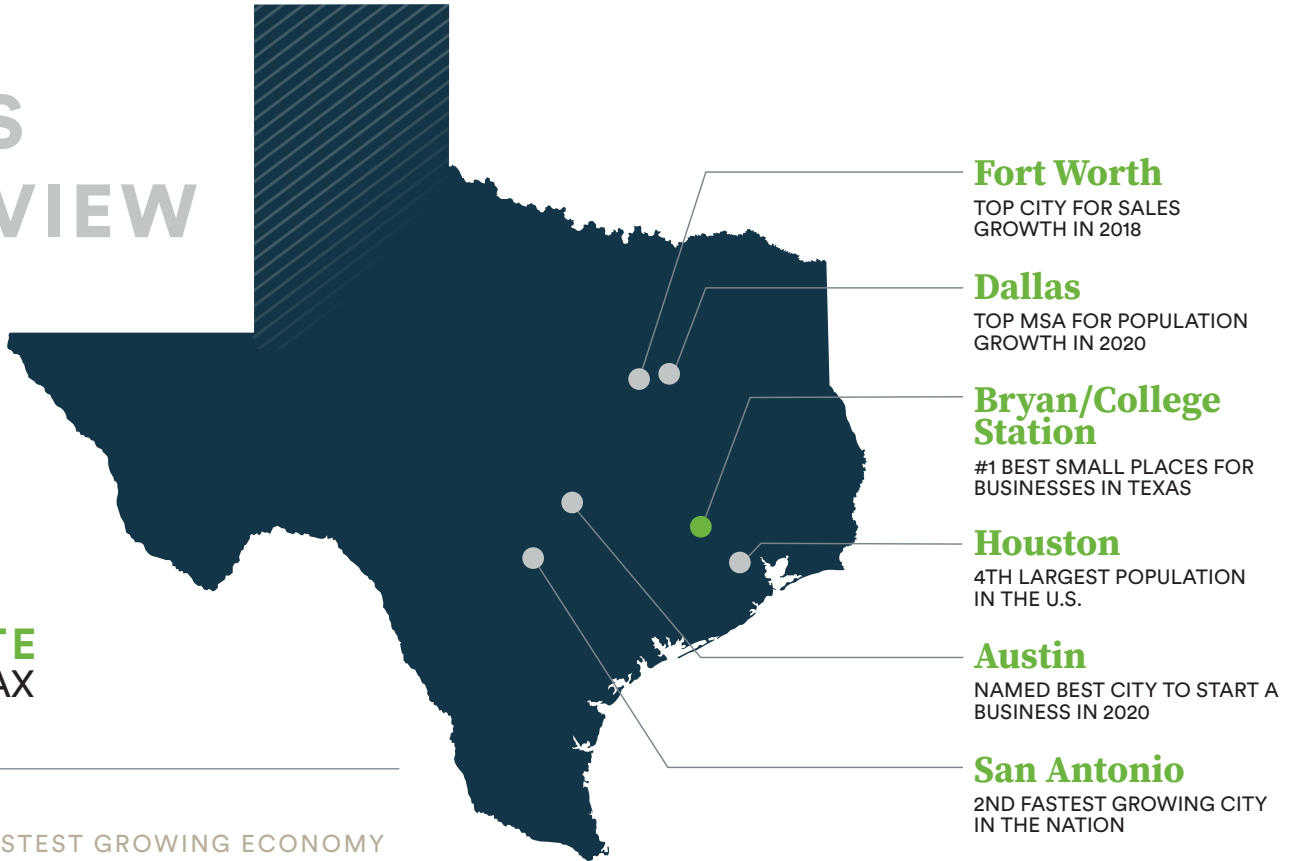 S
VIEW
Fort Worth
TOP CITY FOR SALES
GROWTH IN 2018
Dallas
TOP MSA FOR POPULATION
GROWTH IN 2020
Bryan/College
Station
#1 BEST SMALL PLACES FOR
BUSINESSES IN TEXAS
Houston
4TH LARGEST POPULATION
IN THE U.S.
Austin
NAMED BEST CITY TO START A
BUSINESS IN 2020
San Antonio
2ND FASTEST GROWING CITY
IN THE NATION
TE
AX
STEST GROWING ECONOMY